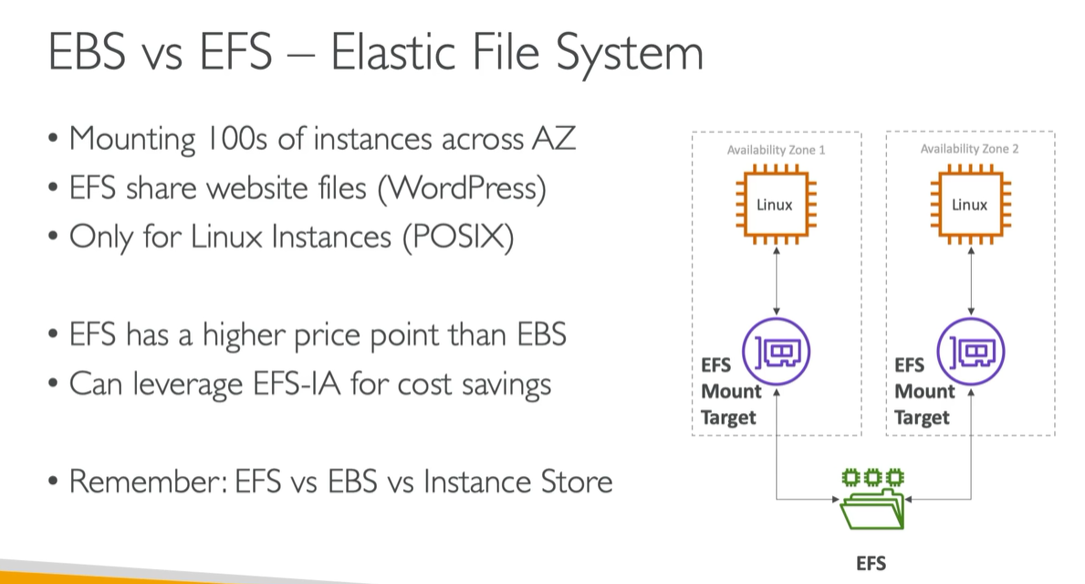 EBS vs EFS – Elastic File System
• Mounting 100s of instances across AZ
• EFS share website files (WordPress)
• Only for Linux Instances (POSIX)
• EFS has a higher price point than EBS
• Can leverage EFS-IA for cost savings
• Remember: EFS vs EBS vs Instance Store
Availability Zone 1
Linux
EFS
Mount
Target
Availability Zone 2
Linux
EFS
Mount
Target
EFS